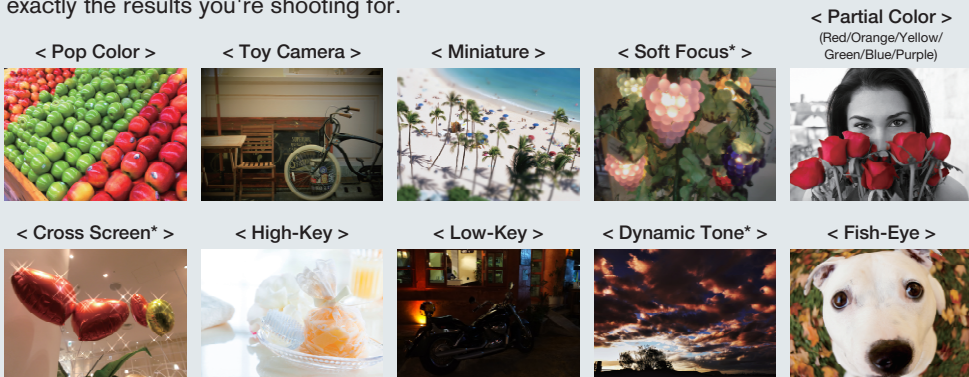 exactly the results you're shooting for.
< Pop Color >
< Toy Camera >
< Miniature >
< Soft Focus* >
< Partial Color >
(Red/Orange/Yellow/
Green/Blue/Purple)
< Cross Screen* >
< High-Key >
< Low-Key >
< Dynamic Tone* >
< Fish-Eye >